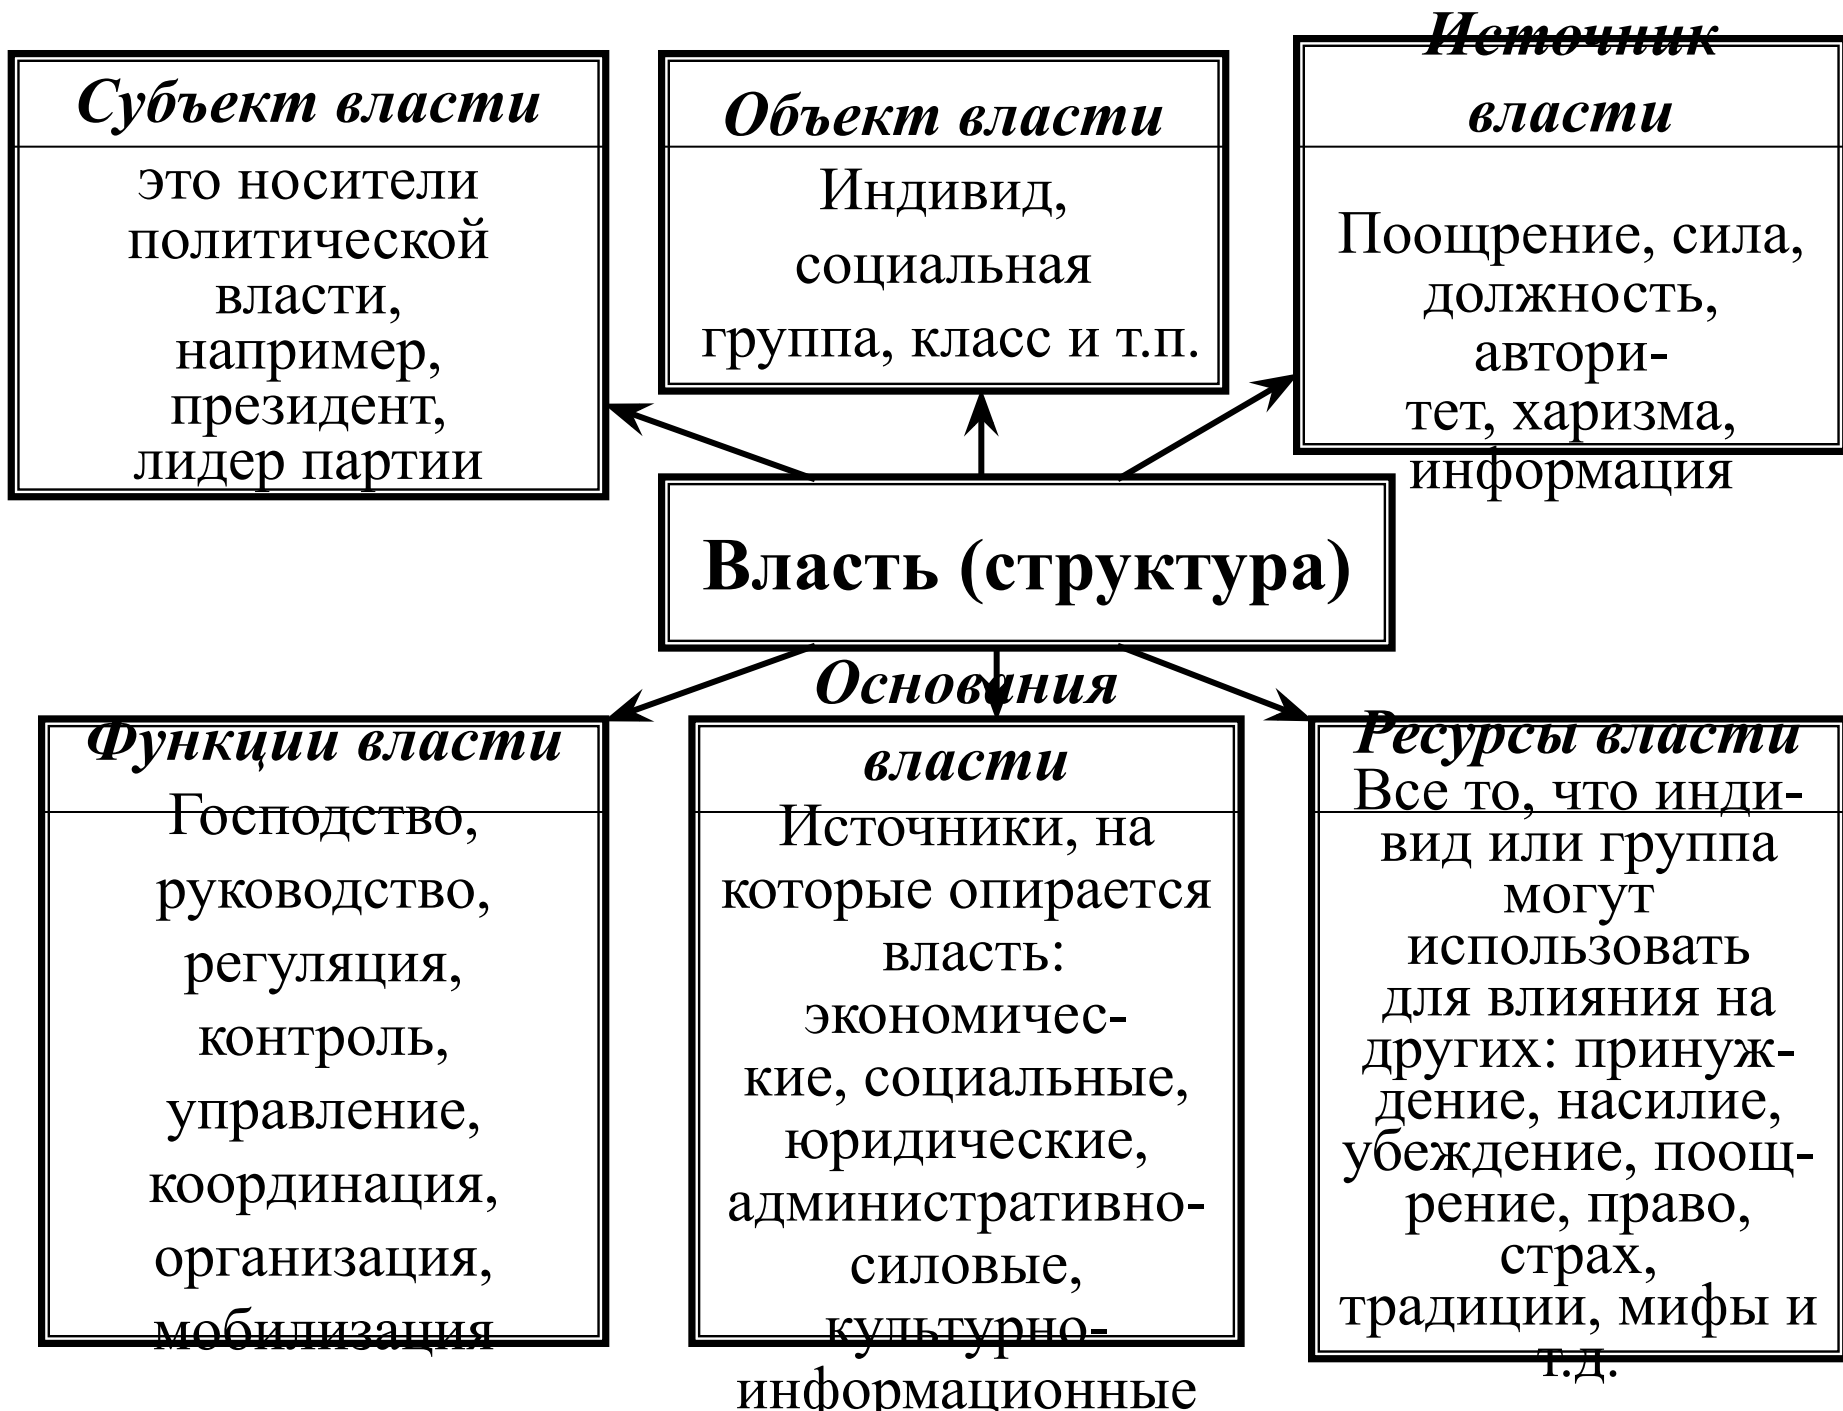 Субъект власти
это носители
политической
власти,
например,
президент,
лидер партии
Объект власти
Индивид,
социальная
группа, класс и т.п.
Источник
власти
Поощрение, сила,
должность,
автори-
тет, харизма,
информация
Власть (структура)
Функции власти
Господство,
руководство,
регуляция,
контроль,
управление,
координация,
организация,
мобилизация
Основания
власти
Источники, на
которые опирается
власть:
экономичес-
кие, социальные,
юридические,
административно-
силовые,
культурно-
информационные
Ресурсы власти
Все то, что инди-
вид или группа
могут
использовать
для влияния на
других: принуж-
дение, насилие,
убеждение, поощ-
рение, право,
страх,
традиции, мифы и
т.д.